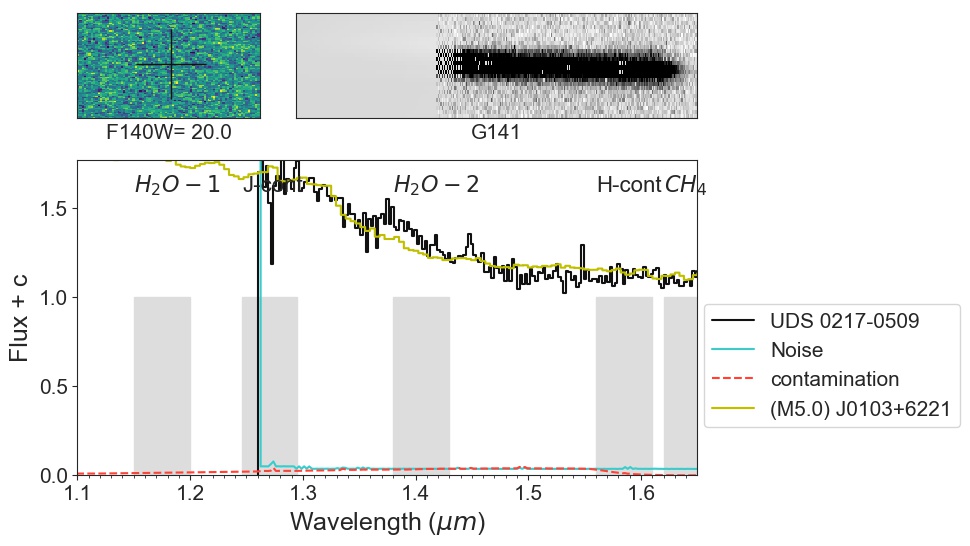 F140W= 20.0
G141
H₂O − 1
J-cont
H₂O − 2
H-cont
CH₄
Flux + c
1.5
1.0
0.5
0.0
1.1
1.2
1.3
1.4
1.5
1.6
Wavelength (μm)
UDS 0217-0509
Noise
contamination
(M5.0) J0103+6221